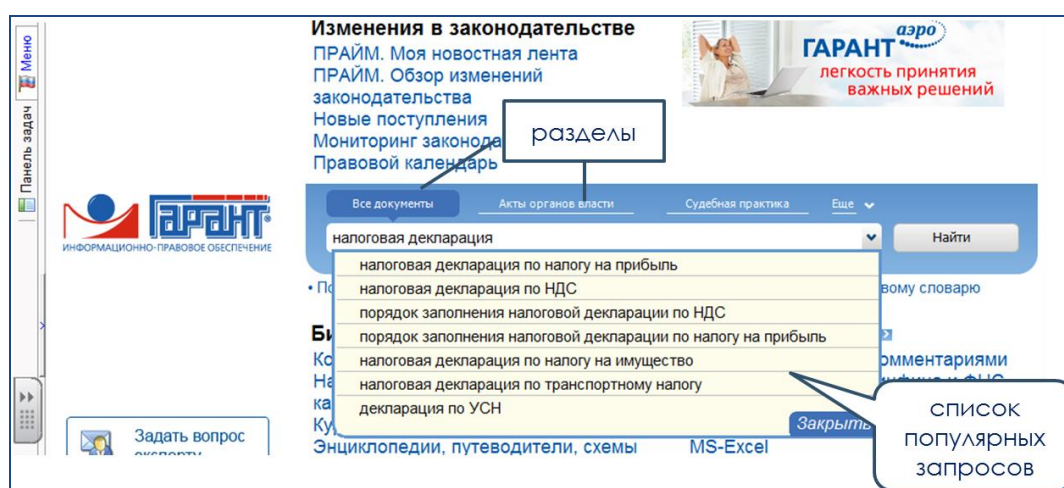 Меню
Панель задач
Изменения в законодательстве
ПРАЙМ. Моя новостная лента
ПРАЙМ. Обзор изменений
законодательства
Новые поступления
Мониторинг
Правовой календарь
аэро
ГАРАНТ
легкость принятия
важных решений
разделы
гарант
ИНФОРМАЦИОННО-ПРАВОВОЕ ОБЕСПЕЧЕНИЕ
Все документы Акты органов власти Судебная практика Еще
налоговая декларация Найти
налоговая декларация по налогу на прибыль
налоговая декларация по НДС
порядок заполнения налоговой декларации по НДС
порядок заполнения налоговой декларации по налогу на прибыль
налоговая декларация по налогу на имущество
налоговая декларация по транспортному налогу
декларация по УСН
Закрыть
словарю
список
популярных
запросов
Задать вопрос
Энциклопедии, путеводители, схемы MS-Excel